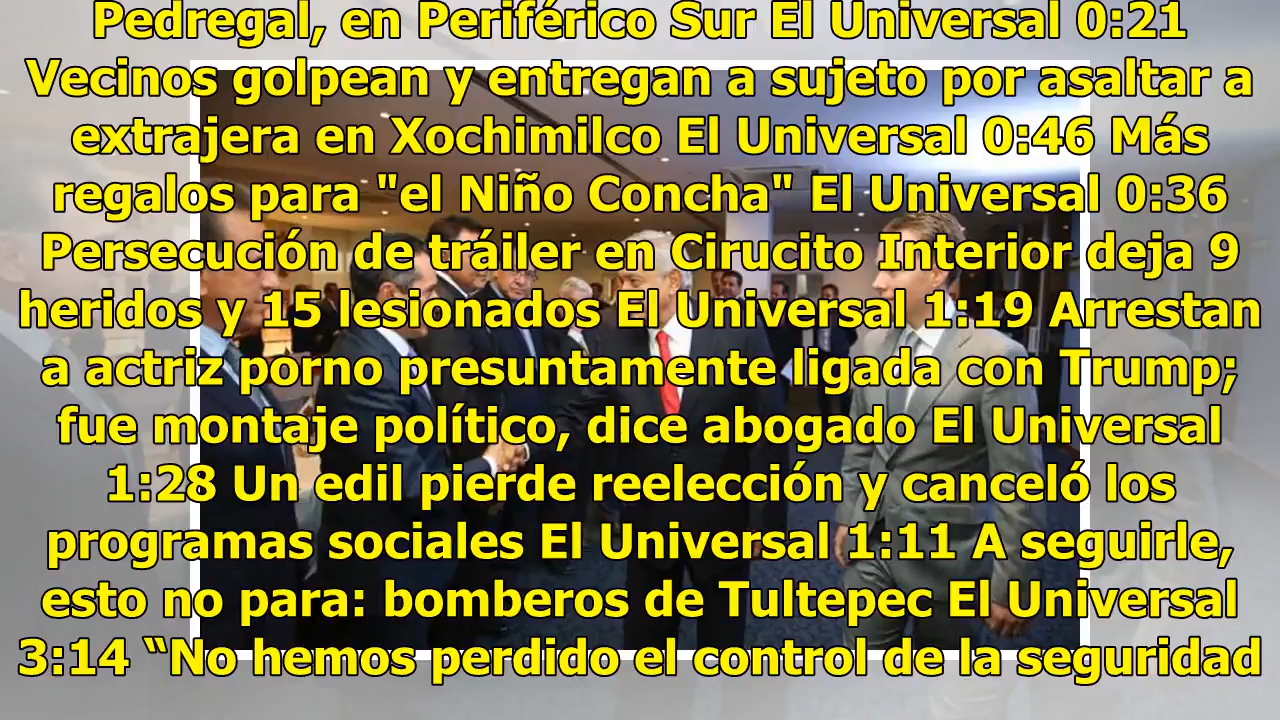 Pedregal, en Periférico Sur El Universal 0:21
Vecinos golpean y entregan a sujeto por asaltar a
extrajera en Xochimilco El Universal 0:46 Más
regalos para "el Niño Concha" El Universal 0:36
Persecución de tráiler en Cirucito Interior deja 9
heridos y 15 lesionados El Universal 1:19 Arrestan
a actriz porno presuntamente ligada con Trump;
fue montaje político, dice abogado El Universal
1:28 Un edil pierde reelección y canceló los
programas sociales El Universal 1:11 A seguirle,
esto no para: bomberos de Tultepec El Universal
3:14 “No hemos perdido el control de la seguridad